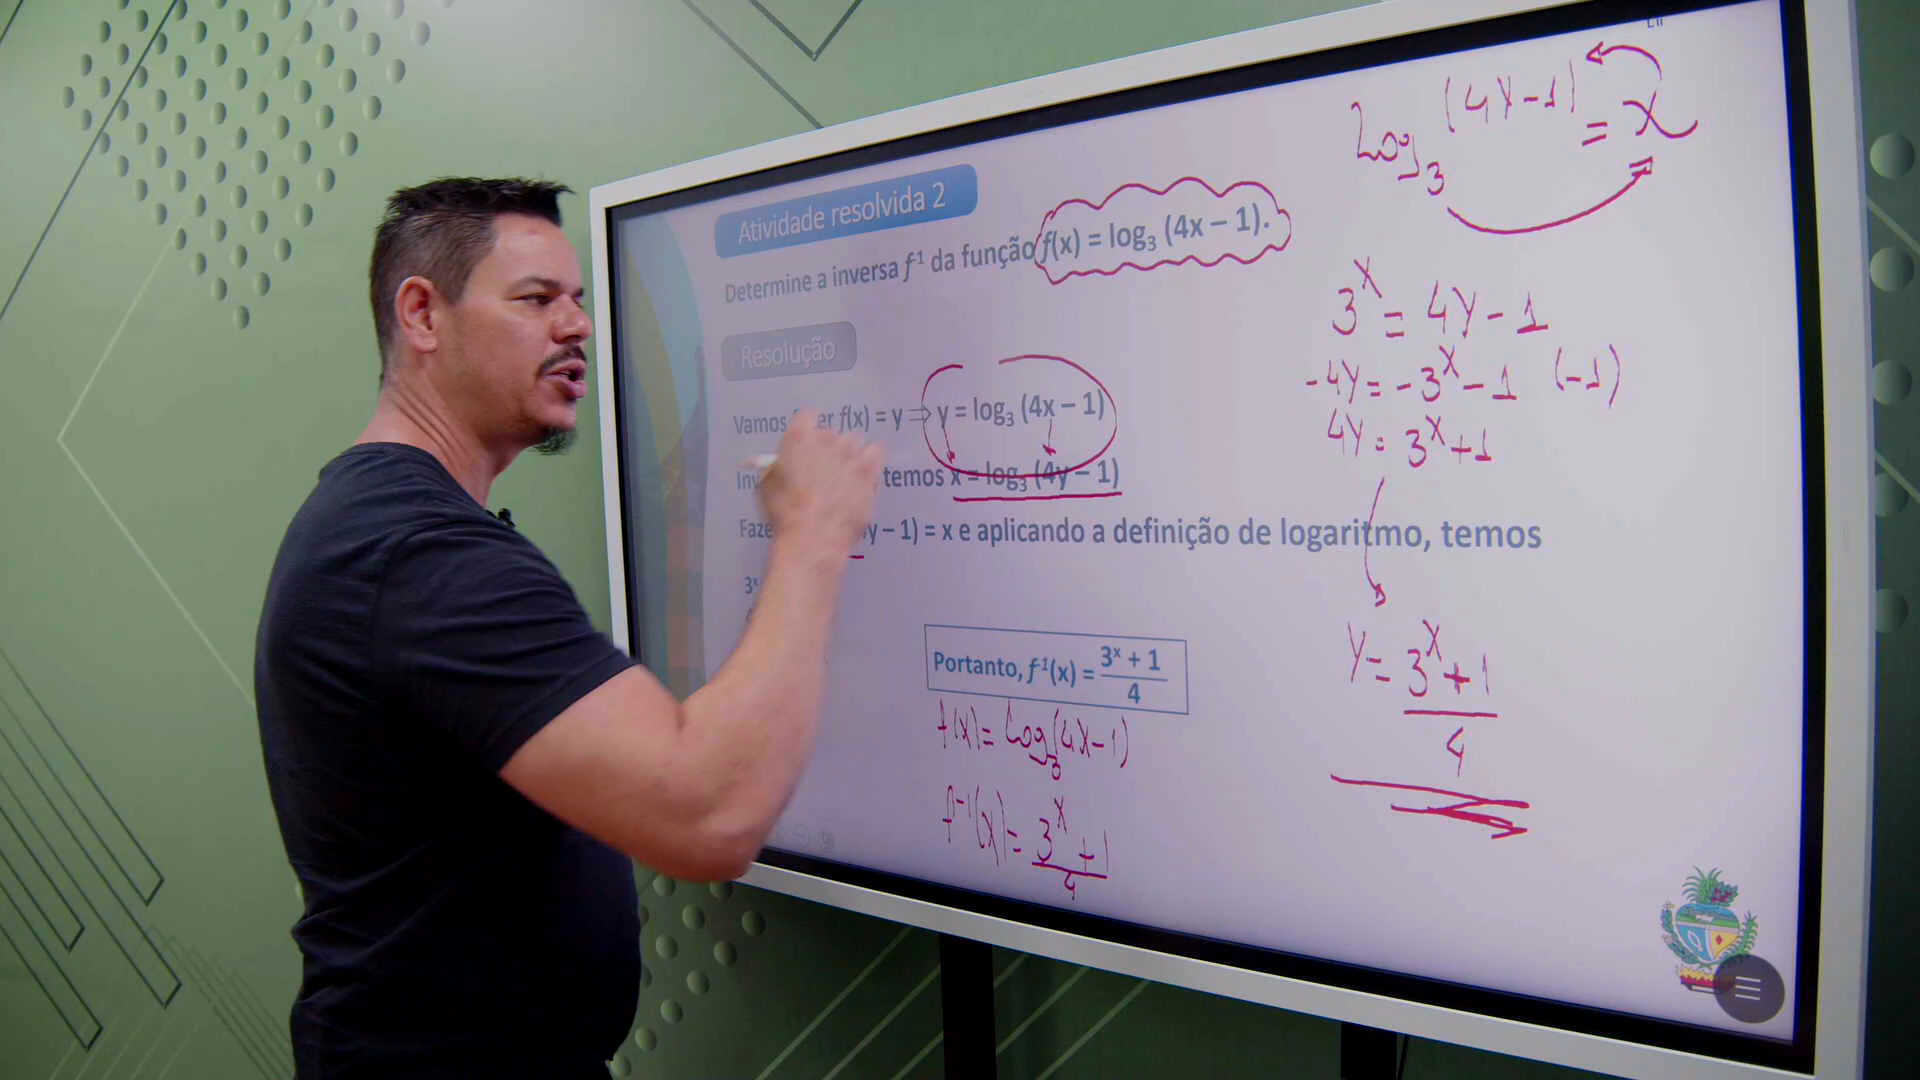 Atividade resolvida 2
Determine a inversa f⁻¹ da função f(x) = log₃ (4x – 1).
Resolução
Vamos er f(x) = y ⇒ y = log₃ (4x – 1)
temos x = log₃ (4y – 1)
y – 1) = x e aplicando a definição de logaritmo, temos
3ˣ
Portanto, f⁻¹(x) = (3ˣ + 1)/4
f(x) = log₃(4x-1)
f⁻¹(x) = (3ˣ+1)/4
log₃(4y-1) = x
3ˣ = 4y - 1
-4y = -3ˣ - 1 (-1)
4y = 3ˣ+1
y = (3ˣ+1)/4